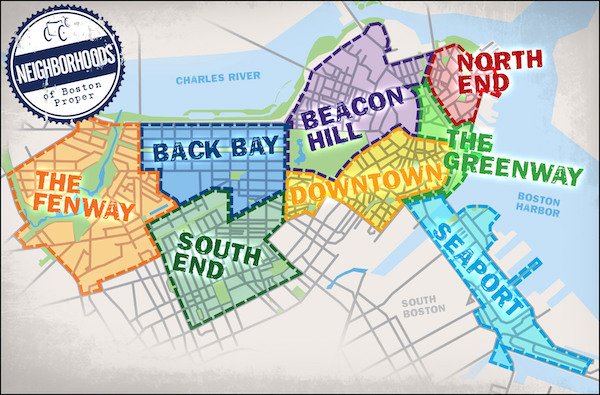 NEIGHBORHOODS
of Boston
Proper
CHARLES RIVER
NORTH
END
BEACON
HILL
BACK BAY
THE
GREENWAY
THE
FENWAY
DOWNTOWN
BOSTON
HARBOR
SOUTH
END
SEAPORT
SOUTH
BOSTON